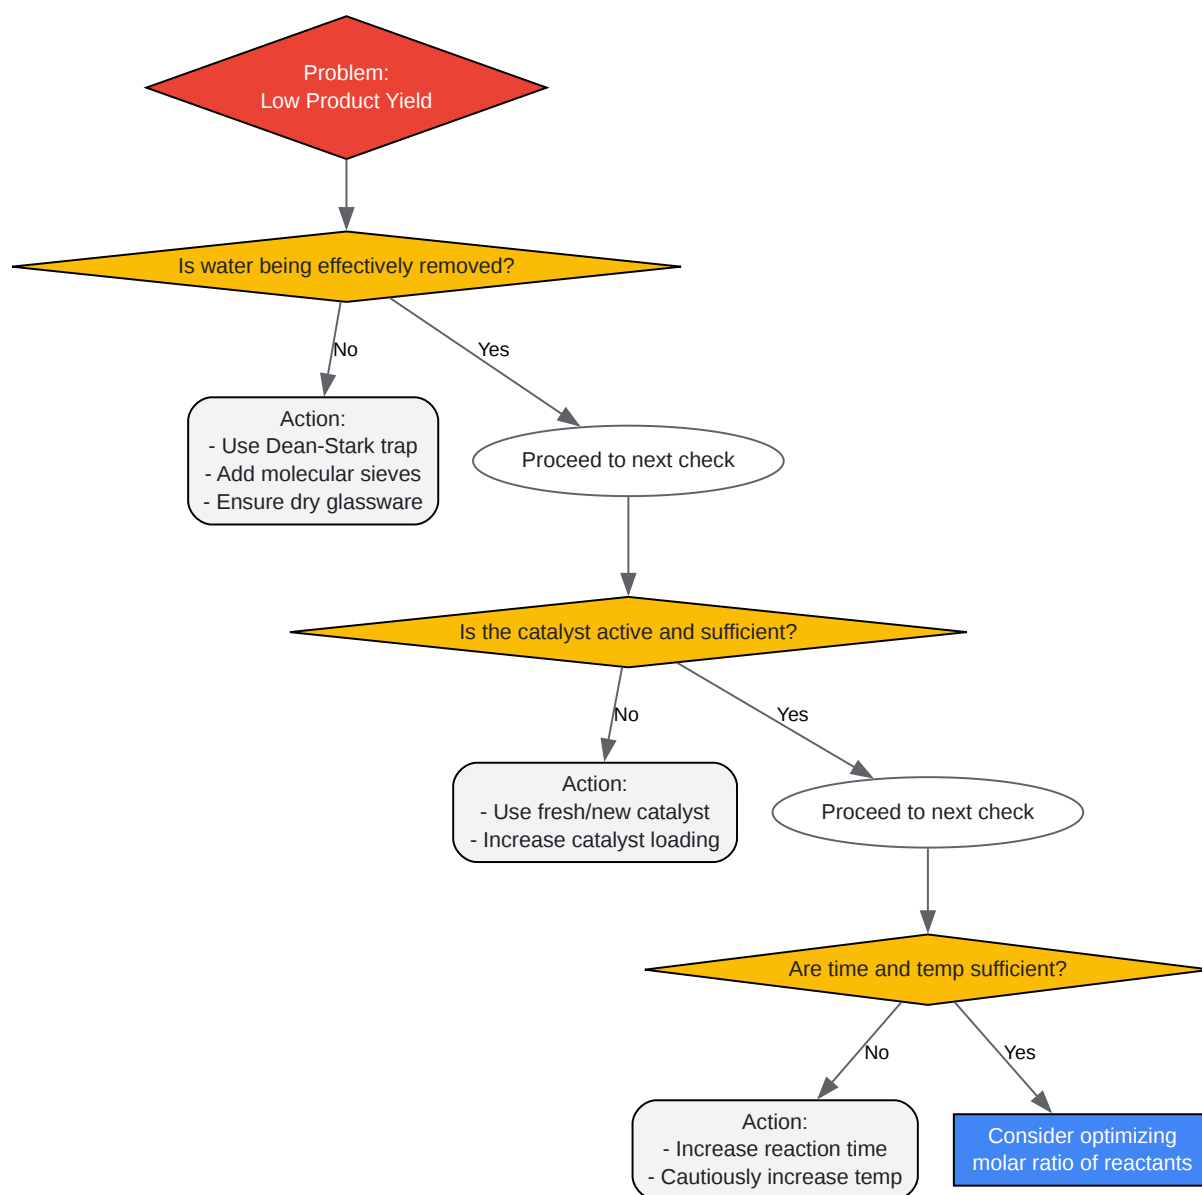 Problem:
Low Product Yield
Is water being effectively removed?
No
Yes
Action:
- Use Dean-Stark trap
- Add molecular sieves
- Ensure dry glassware
Proceed to next check
Is the catalyst active and sufficient?
No
Yes
Action:
- Use fresh/new catalyst
- Increase catalyst loading
Proceed to next check
Are time and temp sufficient?
No
Yes
Action:
- Increase reaction time
- Cautiously increase temp
Consider optimizing
molar ratio of reactants